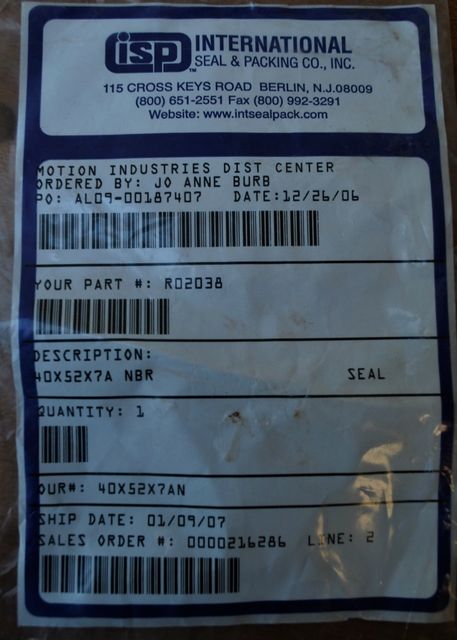 isp INTERNATIONAL
™ SEAL & PACKING CO., INC.
115 CROSS KEYS ROAD BERLIN, N.J.08009
(800) 651-2551 Fax (800) 992-3291
Website: www.intsealpack.com
MOTION INDUSTRIES DIST CENTER
ORDERED BY: JO ANNE BURB
PO: AL09-00187407 DATE:12/26/06
YOUR PART #: R02038
DESCRIPTION:
40X52X7A NBR SEAL
QUANTITY: 1
OUR#: 40X52X7AN
SHIP DATE: 01/09/07
SALES ORDER #: 0000216286 LINE: 2